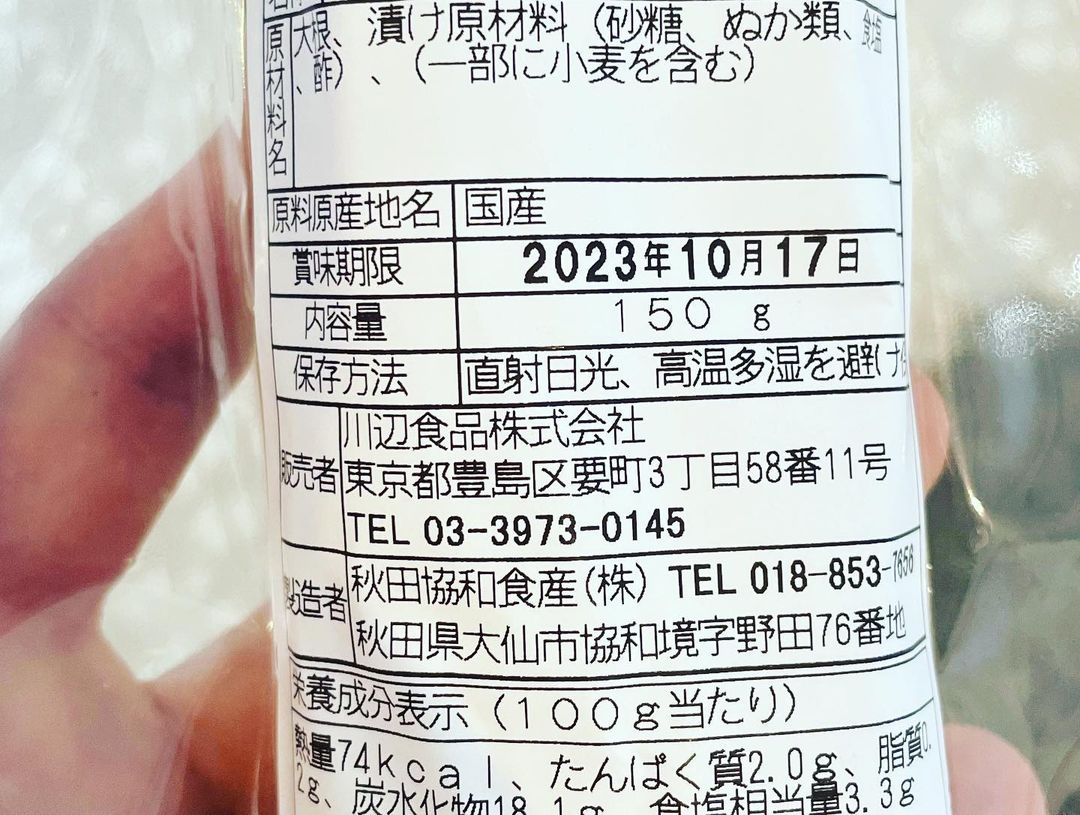 原材料名
大根、漬け原材料（砂糖、ぬか類、食塩
、酢）、（一部に小麦を含む）
原料原産地名 国産
賞味期限 2023年10月17日
内容量 150 g
保存方法 直射日光、高温多湿を避け
販売者
川辺食品株式会社
東京都豊島区要町3丁目58番11号
TEL 03-3973-0145
製造者
秋田協和食産(株) TEL 018-853-7656
秋田県大仙市協和境字野田76番地
栄養成分表示（100g当たり）
熱量74kcal、たんぱく質2.0g、脂質0.
2g、炭水化物18.1g、食塩相当量3.3g